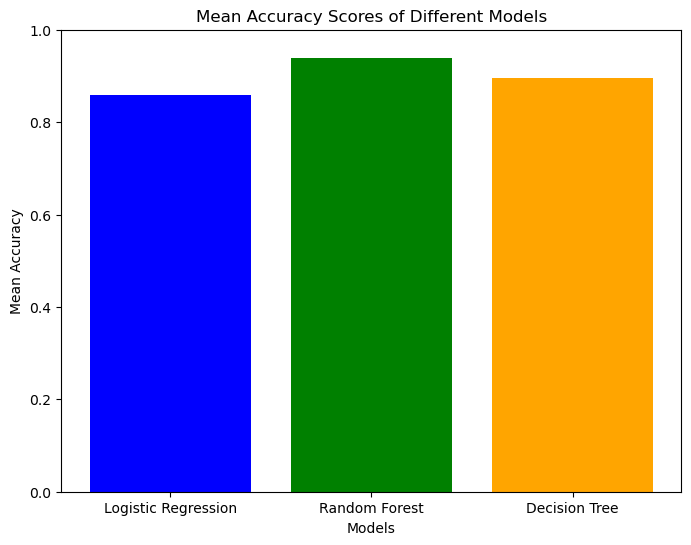 Mean Accuracy Scores of Different Models
1.0
0.8
0.6
0.4
0.2
0.0
Mean Accuracy
Logistic Regression
Random Forest
Decision Tree
Models